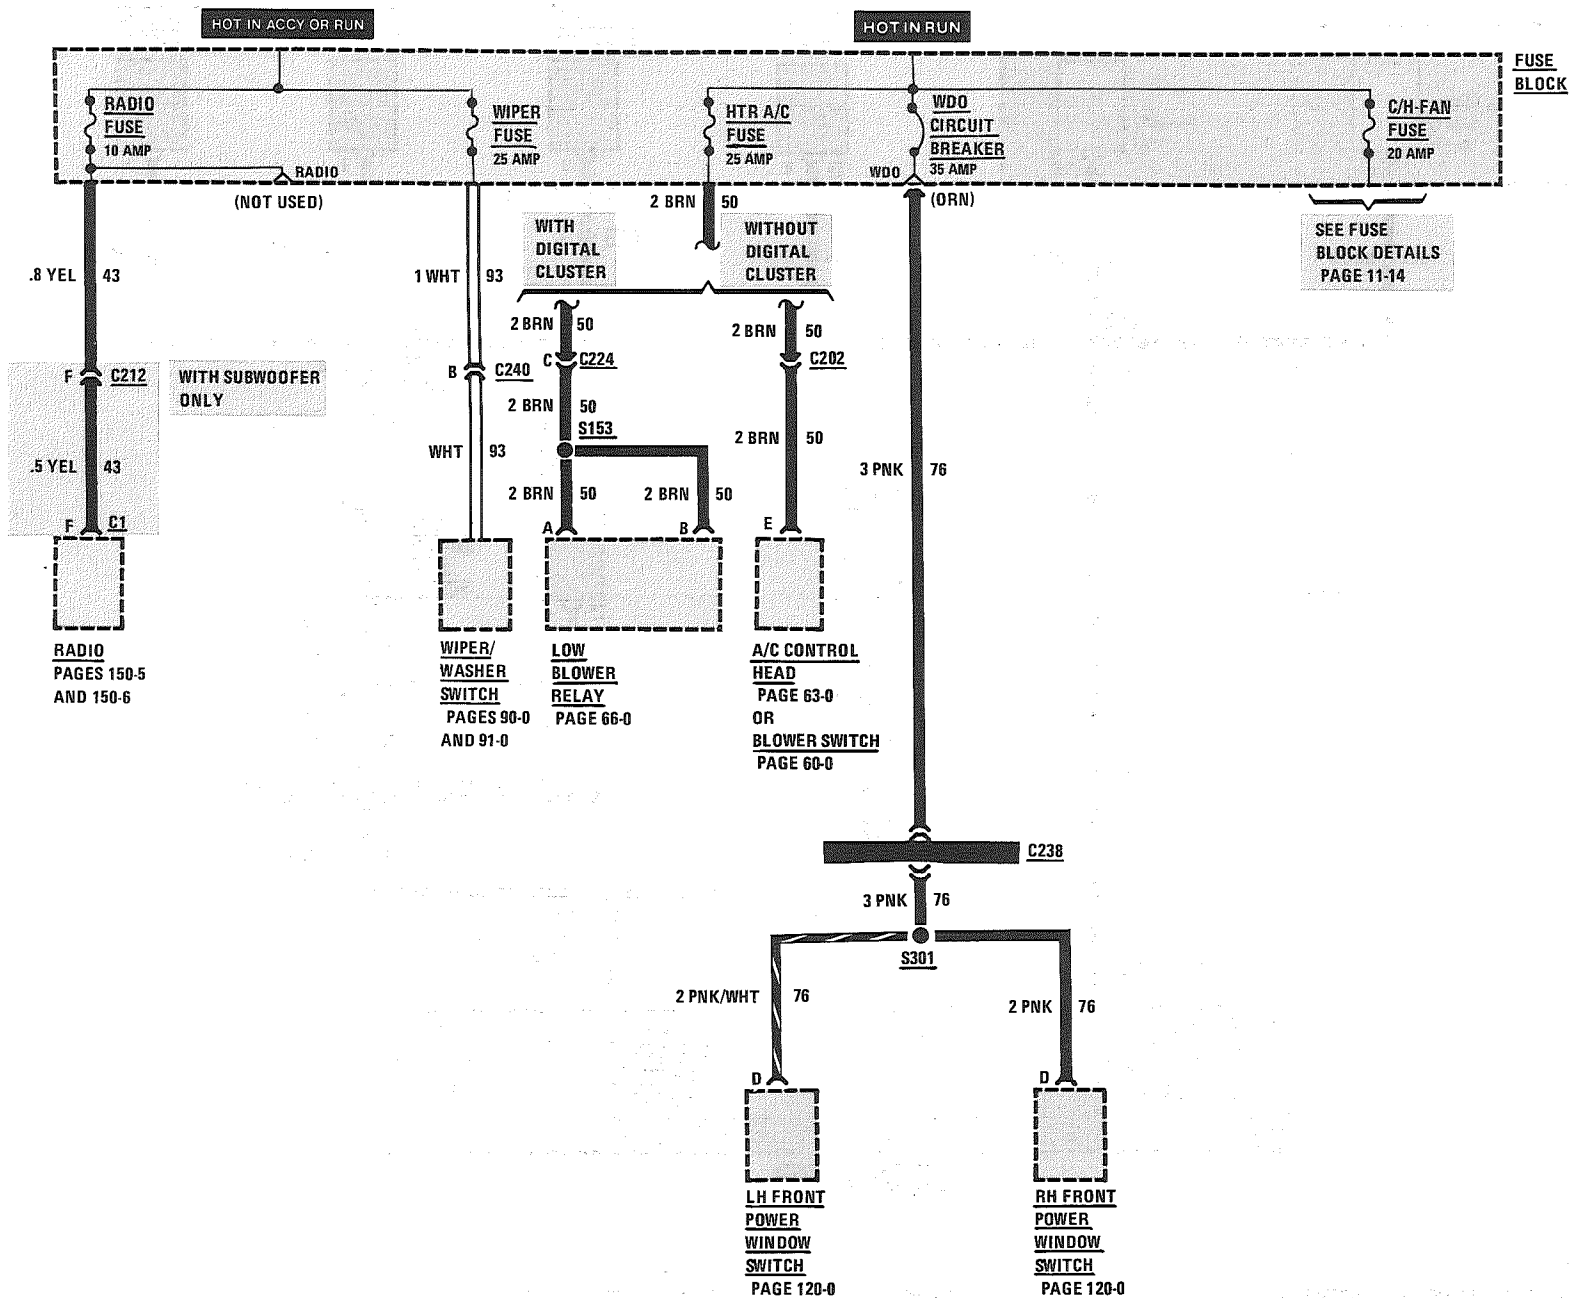 HOT IN ACCY OR RUN
HOT IN RUN
FUSE
BLOCK
RADIO
FUSE
10 AMP
RADIO
(NOT USED)
WIPER
FUSE
25 AMP
HTR A/C
FUSE
25 AMP
WDO
CIRCUIT
BREAKER
35 AMP
WDO
(ORN)
C/H-FAN
FUSE
20 AMP
SEE FUSE
BLOCK DETAILS
PAGE 11-14
2 BRN 50
WITH
DIGITAL
CLUSTER
WITHOUT
DIGITAL
CLUSTER
.8 YEL 43
1 WHT 93
2 BRN 50
2 BRN 50
F C212
WITH SUBWOOFER
ONLY
B C240
C C224
C202
2 BRN 50
S153
.5 YEL 43
WHT 93
2 BRN 50
3 PNK 76
2 BRN 50
2 BRN 50
F C1
A
B
E
RADIO
PAGES 150-5
AND 150-6
WIPER/
WASHER
SWITCH
PAGES 90-0
AND 91-0
LOW
BLOWER
RELAY
PAGE 66-0
A/C CONTROL
HEAD
PAGE 63-0
OR
BLOWER SWITCH
PAGE 60-0
C238
3 PNK 76
S301
2 PNK/WHT 76
2 PNK 76
D
D
LH FRONT
POWER
WINDOW
SWITCH
PAGE 120-0
RH FRONT
POWER
WINDOW
SWITCH
PAGE 120-0